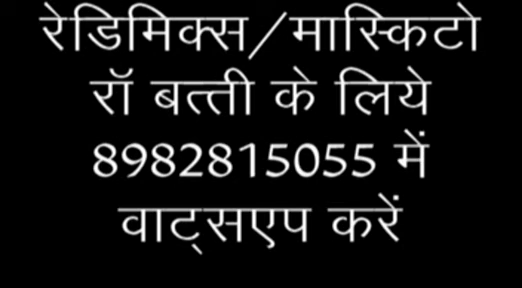 रेडिमिक्स/मास्किटो
रॉ बत्ती के लिये
8982815055 में
वाट्सएप करें